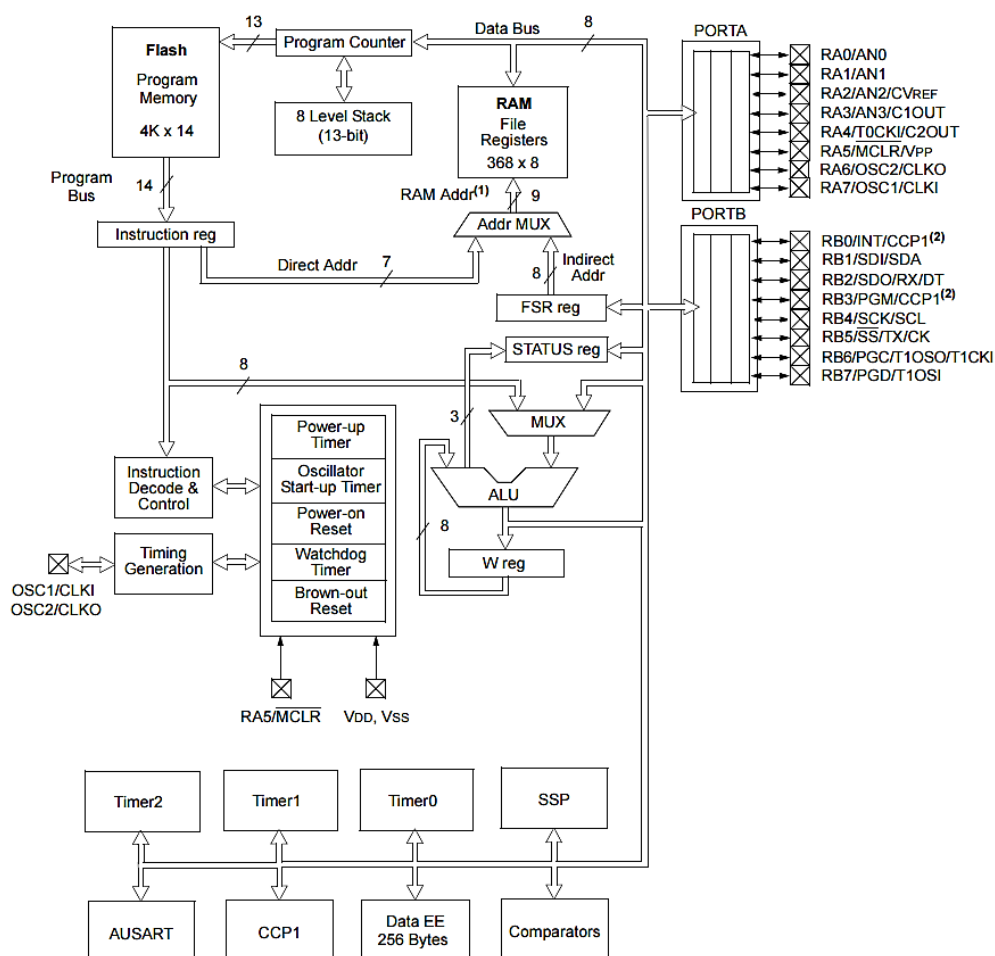 13
Data Bus
8
PORTA
Flash
Program
Memory
4K x 14
Program Counter
8 Level Stack
(13-bit)
RAM
File
Registers
368 x 8
RA0/AN0
RA1/AN1
RA2/AN2/CVREF
RA3/AN3/C1OUT
RA4/T0CKI/C2OUT
RA5/MCLR/VPP
RA6/OSC2/CLKO
RA7/OSC1/CLKI
Program
Bus
14
RAM Addr(1)
9
PORTB
Instruction reg
Addr MUX
Direct Addr
7
8
Indirect
Addr
FSR reg
RB0/INT/CCP1(2)
RB1/SDI/SDA
RB2/SDO/RX/DT
RB3/PGM/CCP1(2)
RB4/SCK/SCL
RB5/SS/TX/CK
RB6/PGC/T1OSO/T1CKI
RB7/PGD/T1OSI
STATUS reg
8
3
MUX
Power-up
Timer
Oscillator
Start-up Timer
Power-on
Reset
Watchdog
Timer
Brown-out
Reset
Instruction
Decode &
Control
ALU
8
W reg
Timing
Generation
OSC1/CLKI
OSC2/CLKO
RA5/MCLR
VDD, VSS
Timer2
Timer1
Timer0
SSP
AUSART
CCP1
Data EE
256 Bytes
Comparators